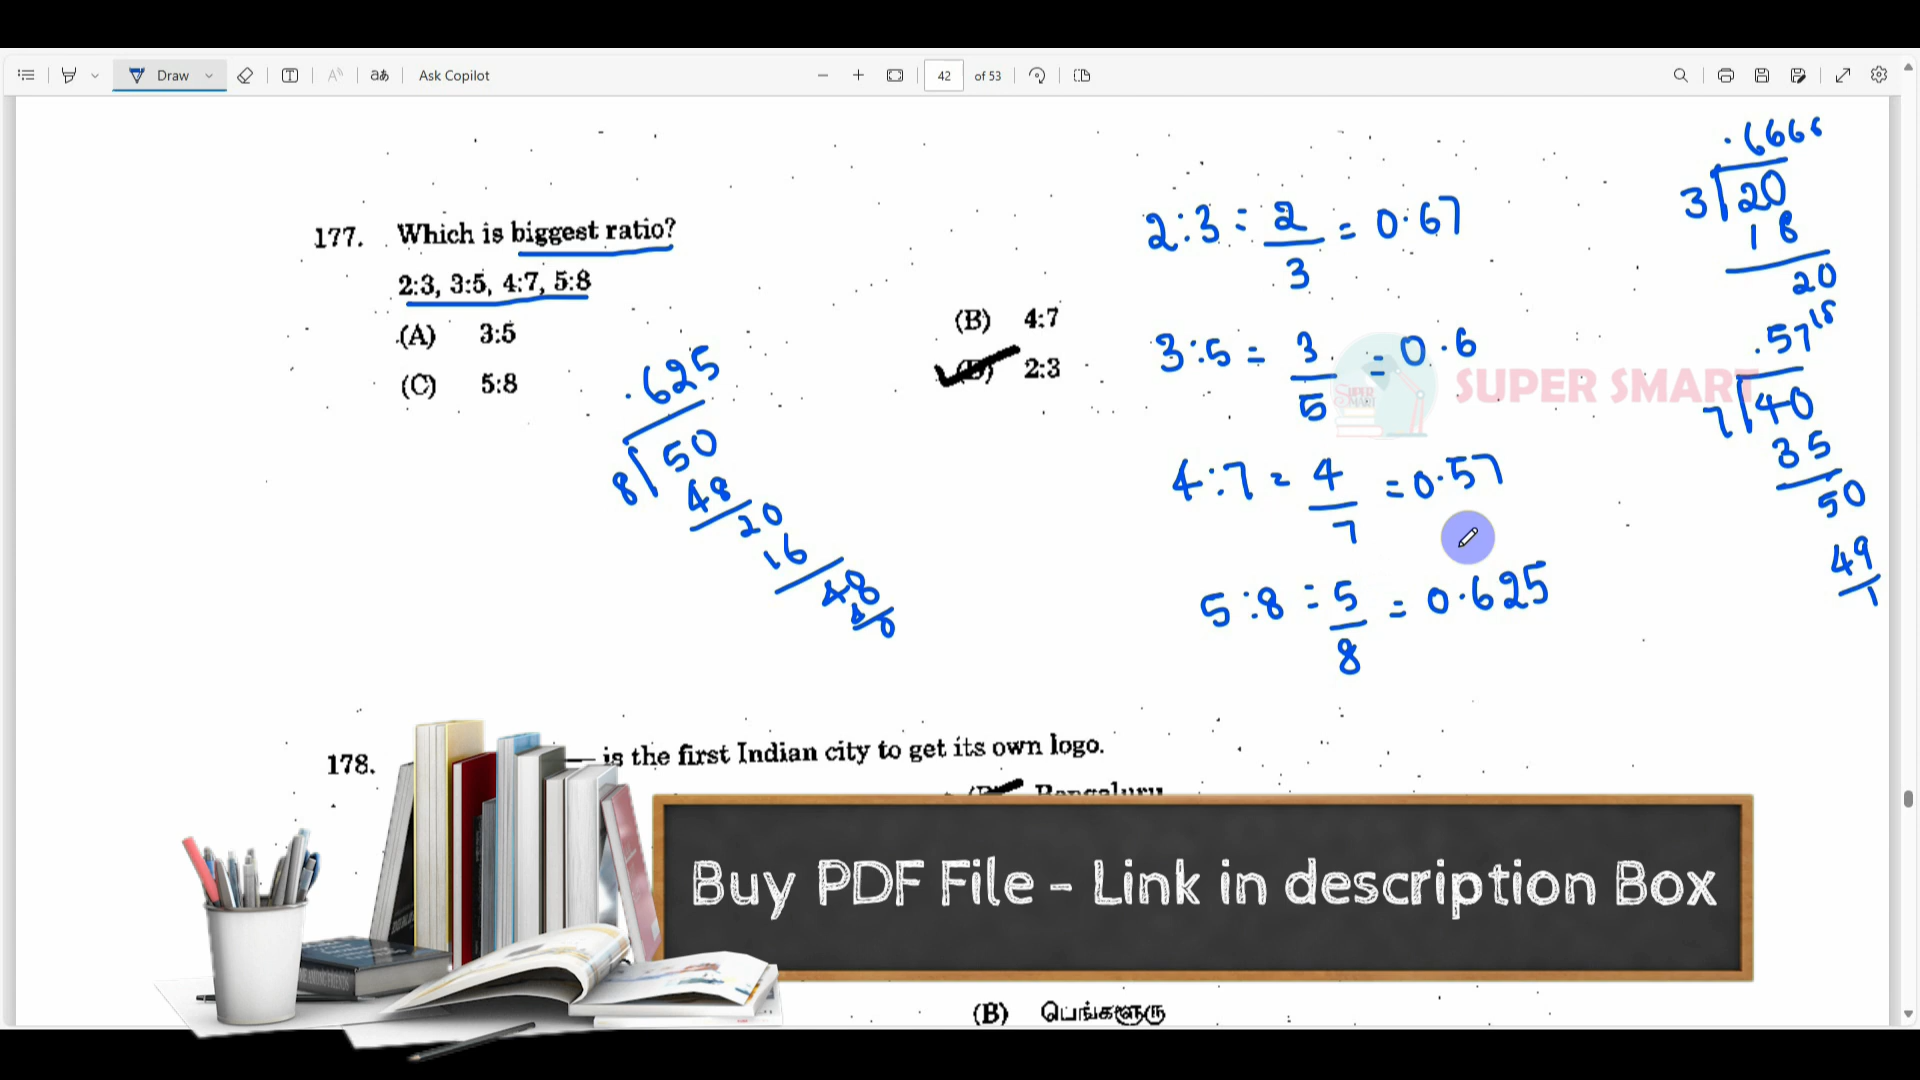 Draw
aあ
Ask Copilot
42 of 53
177. Which is biggest ratio?
2:3, 3:5, 4:7, 5:8
(A) 3:5
(B) 4:7
(C) 5:8
2:3
.625
8 50
48
20
16
2:3 = 2/3 = 0.67
3:5 = 3/5 = 0.6
4:7 = 4/7 = 0.57
5:8 = 5/8 = 0.625
.6666
3 20
18
20
.57
7 40
35
50
49
1
SUPER SMART
178. is the first Indian city to get its own logo.
Bengaluru
Buy PDF File - Link in description Box
(B) பெங்களூரு